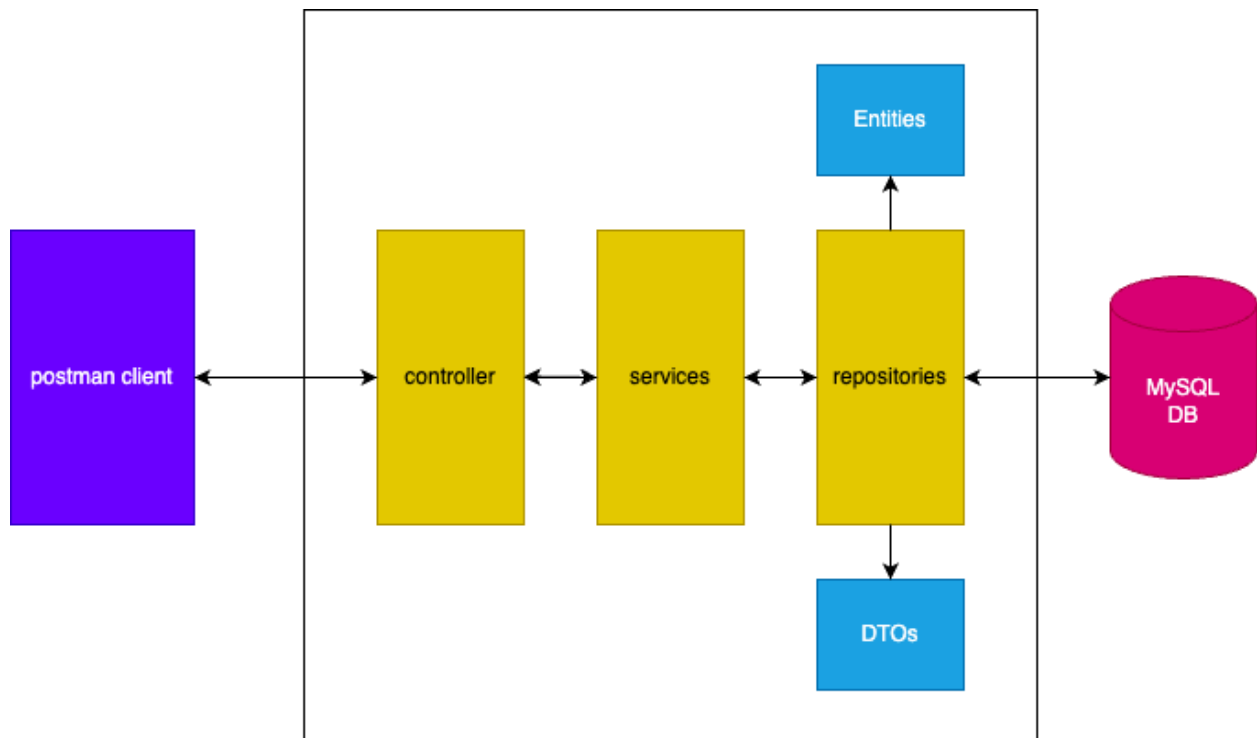 Entities
postman client
controller
services
repositories
MySQL
DB
DTOs